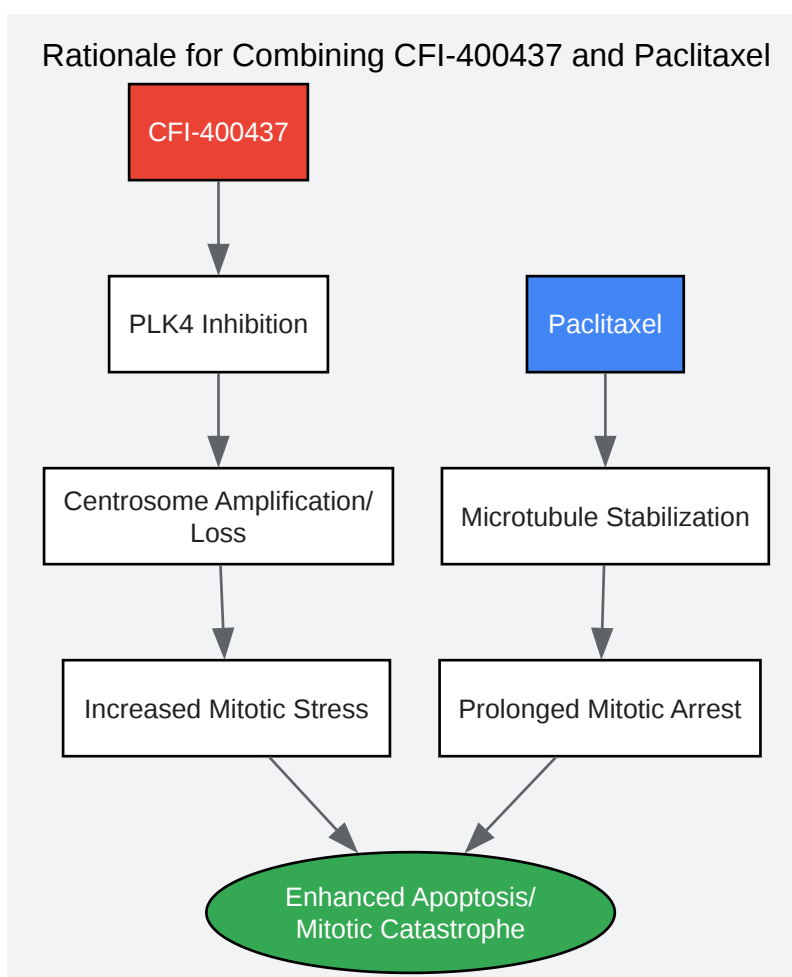 Rationale for Combining CFI-400437 and Paclitaxel
CFI-400437
PLK4 Inhibition
Paclitaxel
Centrosome Amplification/
Loss
Microtubule Stabilization
Increased Mitotic Stress
Prolonged Mitotic Arrest
Enhanced Apoptosis/
Mitotic Catastrophe